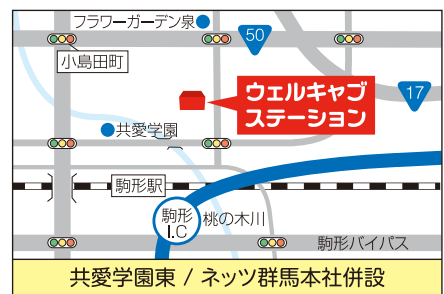 フラワーガーデン泉
50
小島田町
ウェルキャブ
ステーション
17
共愛学園
駒形駅
駒形
I.C
桃の木川
駒形バイパス
共愛学園東 / ネッツ群馬本社併設